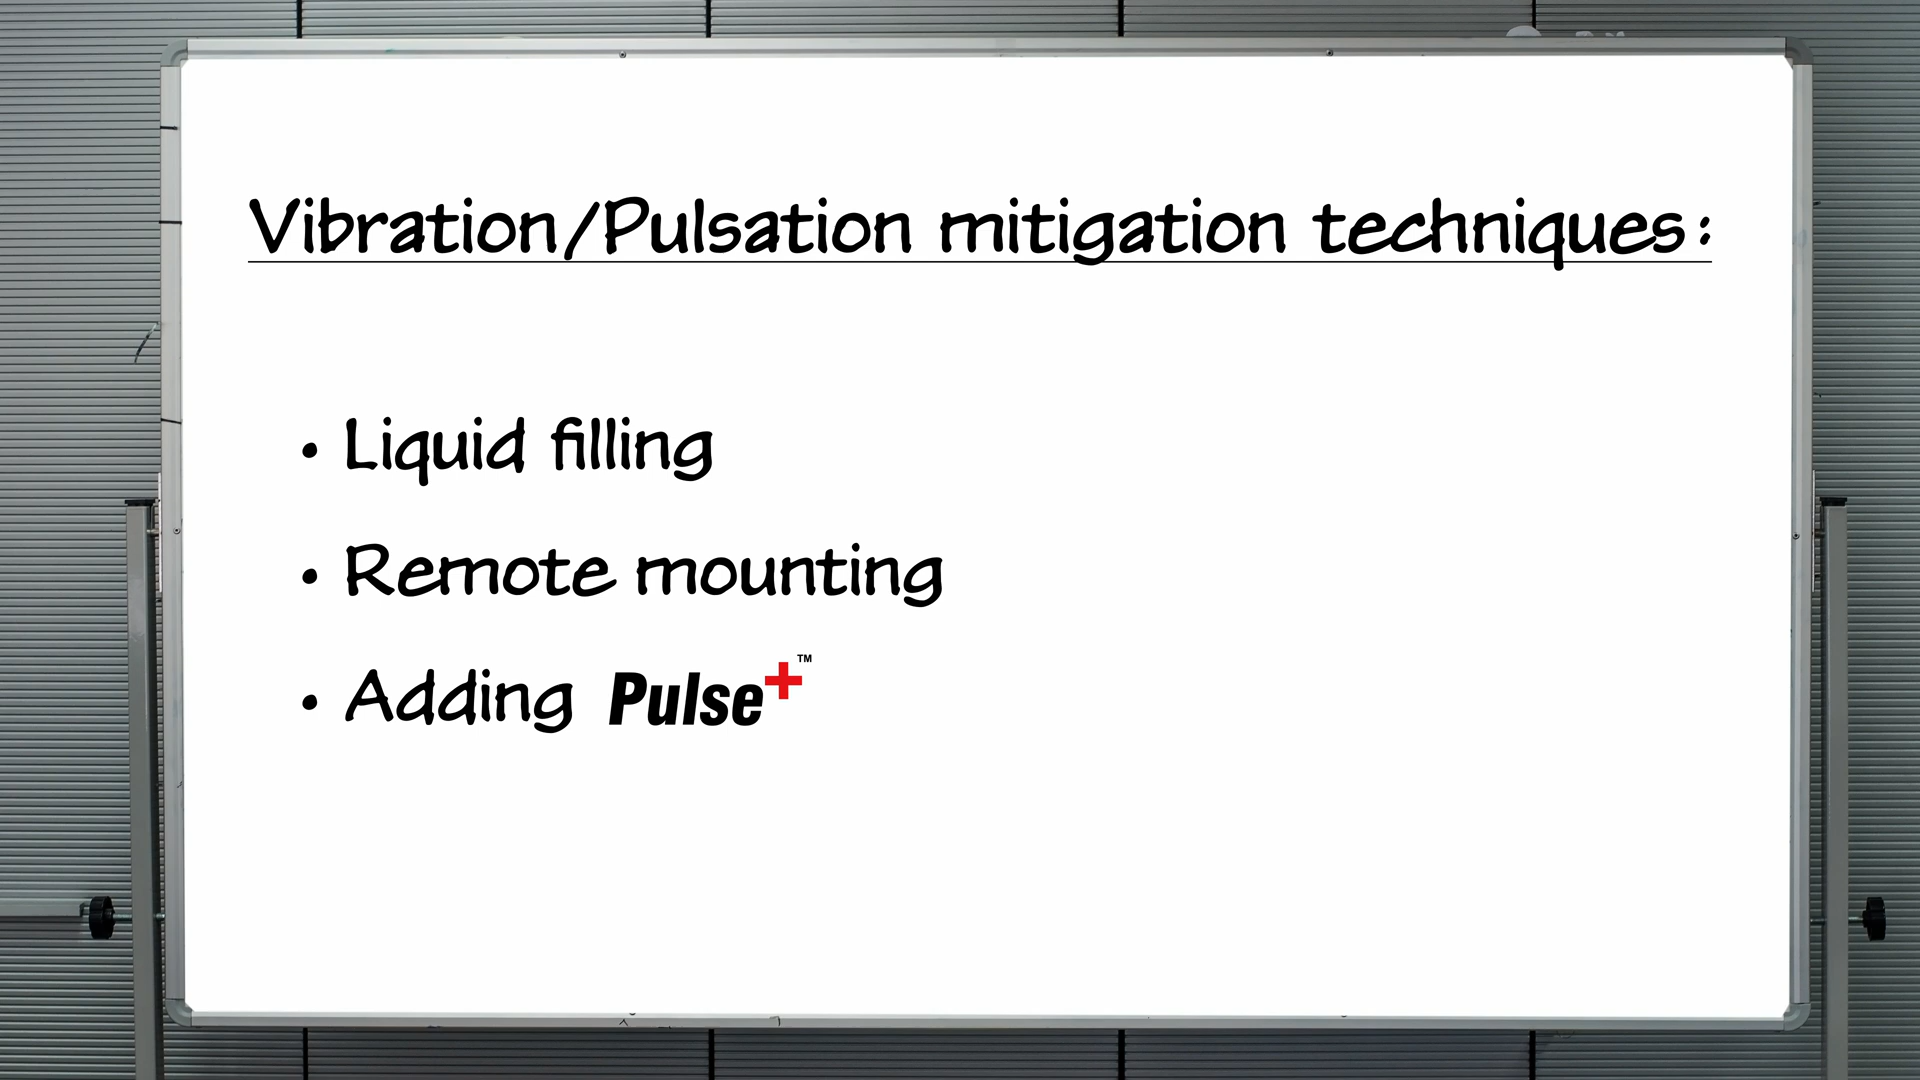 Vibration/Pulsation mitigation techniques:
• Liquid filling
• Remote mounting
• Adding Pulse+™